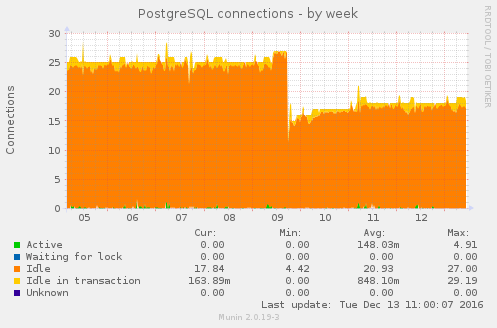 PostgreSQL connections - by week
RRDTOOL / TOBI OETIKER
Connections
30
25
20
15
10
5
0
05 06 07 08 09 10 11 12
Cur: Min: Avg: Max:
Active 0.00 0.00 148.03m 4.91
Waiting for lock 0.00 0.00 0.00 0.00
Idle 17.84 4.42 20.93 27.00
Idle in transaction 163.89m 0.00 848.10m 29.19
Unknown 0.00 0.00 0.00 0.00
Last update: Tue Dec 13 11:00:07 2016
Munin 2.0.19-3